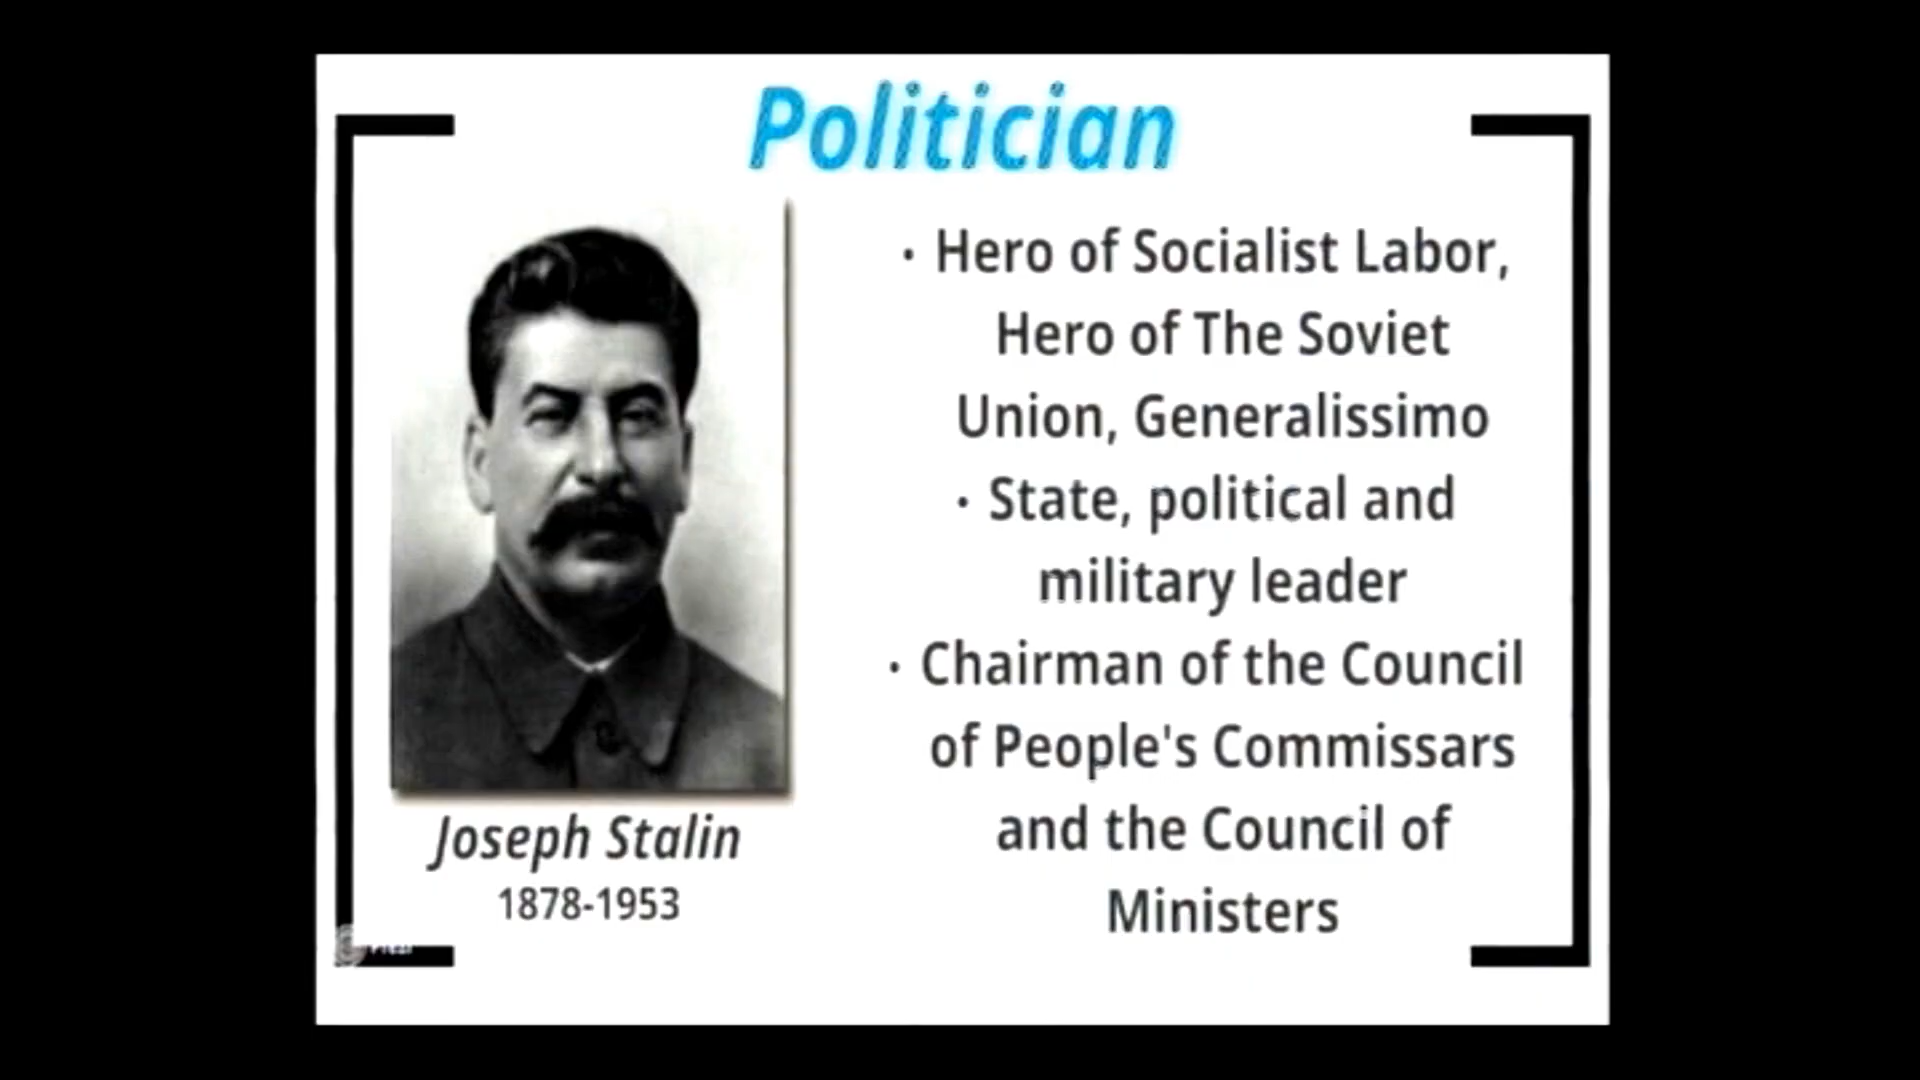 Politician
· Hero of Socialist Labor,
Hero of The Soviet
Union, Generalissimo
· State, political and
military leader
· Chairman of the Council
of People's Commissars
and the Council of
Ministers
Joseph Stalin
1878-1953